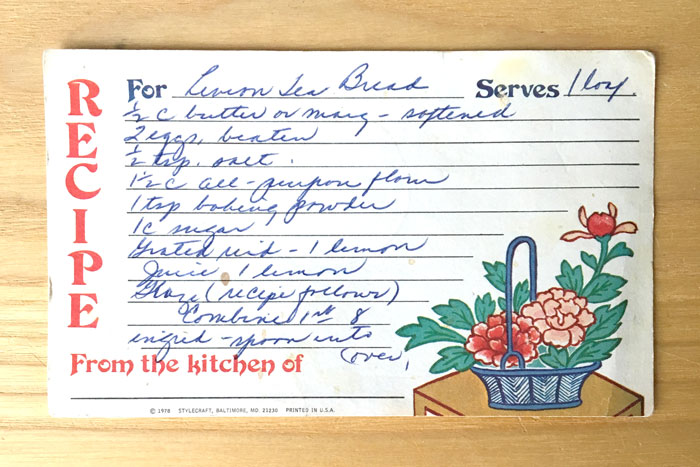 RECIPE
For Lemon Tea Bread Serves 1 loaf
½ c butter or marg - softened
2 eggs, beaten
½ tsp. salt.
1½ c all-purpose flour
1 tsp baking powder
1c sugar
Grated rind - 1 lemon
Juice 1 lemon
Glaze (recipe follows)
Combine 1st 8
ingred - spoon into
(over)
From the kitchen of
© 1978 STYLECRAFT, BALTIMORE, MD. 21230 PRINTED IN U.S.A.